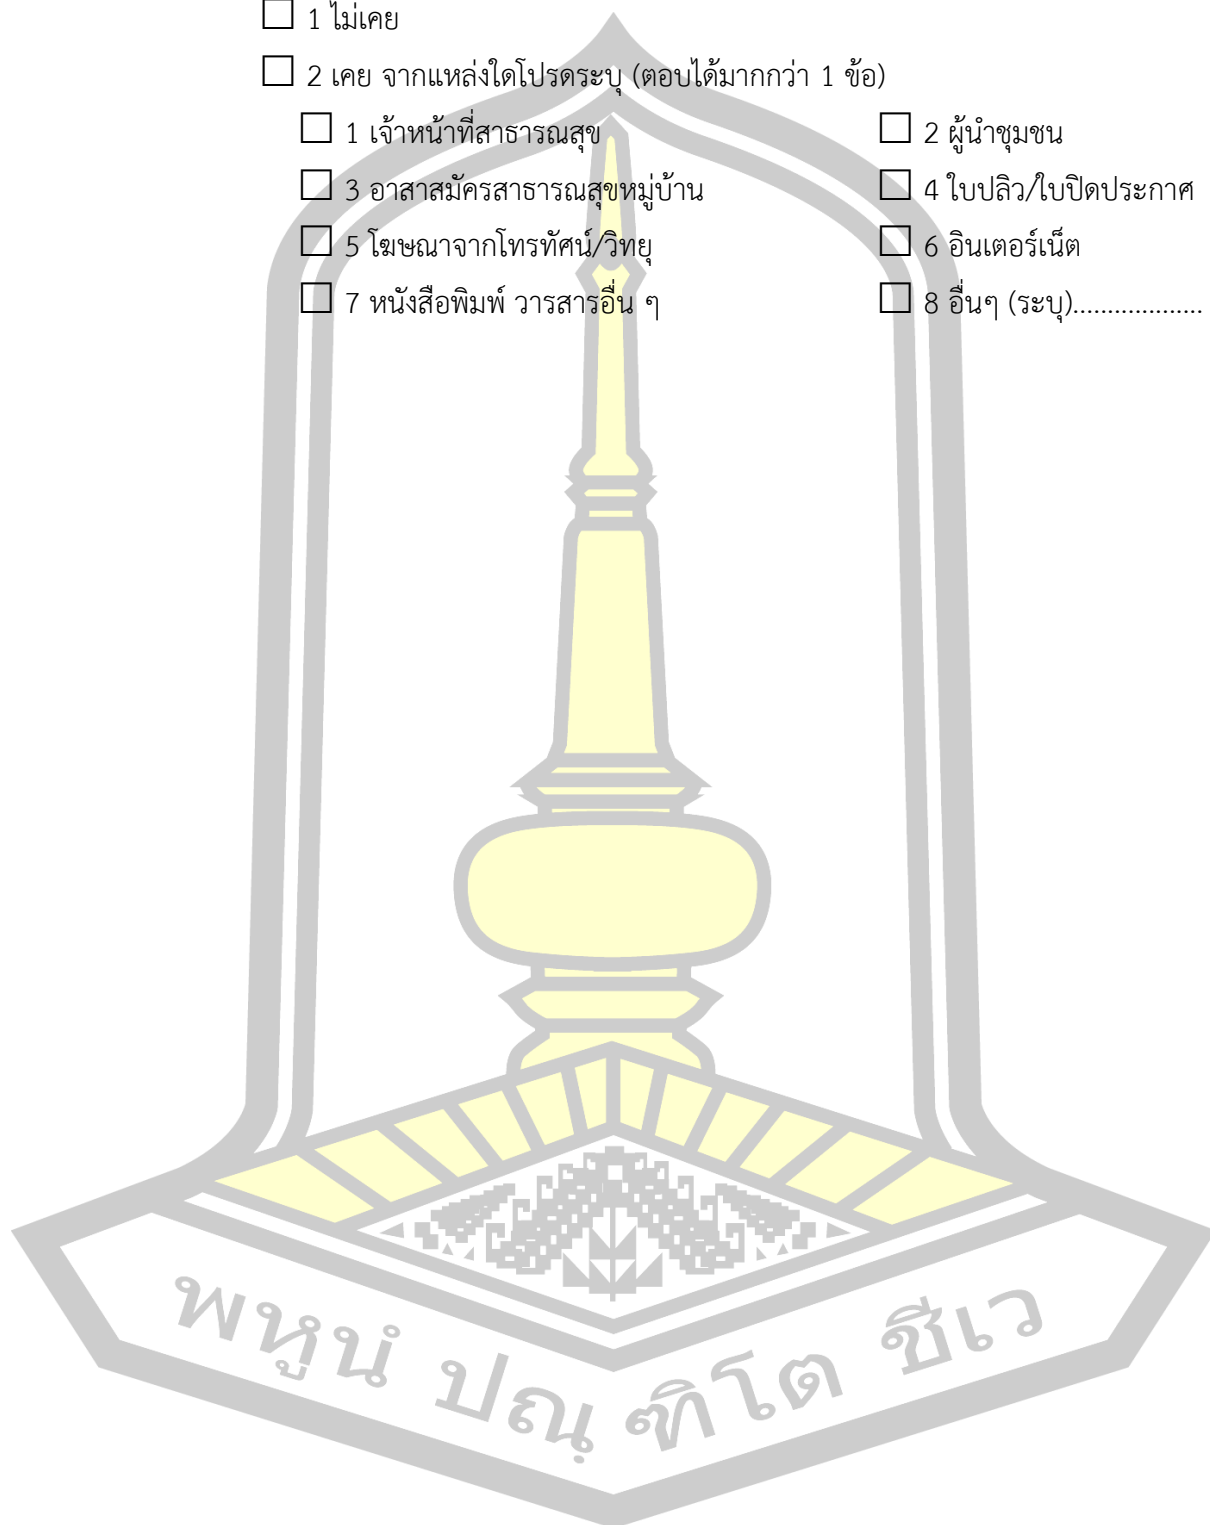 ☐ 1 ไม่เคย
☐ 2 เคย จากแหล่งใดโปรดระบุ (ตอบได้มากกว่า 1 ข้อ)
☐ 1 เจ้าหน้าที่สาธารณสุข ☐ 2 ผู้นำชุมชน
☐ 3 อาสาสมัครสาธารณสุขหมู่บ้าน ☐ 4 ใบปลิว/ใบปิดประกาศ
☐ 5 โฆษณาจากโทรทัศน์/วิทยุ ☐ 6 อินเตอร์เน็ต
☐ 7 หนังสือพิมพ์ วารสารอื่น ๆ ☐ 8 อื่นๆ (ระบุ)...................
พหูนํ ปณฺ ฑิโต ชีเว